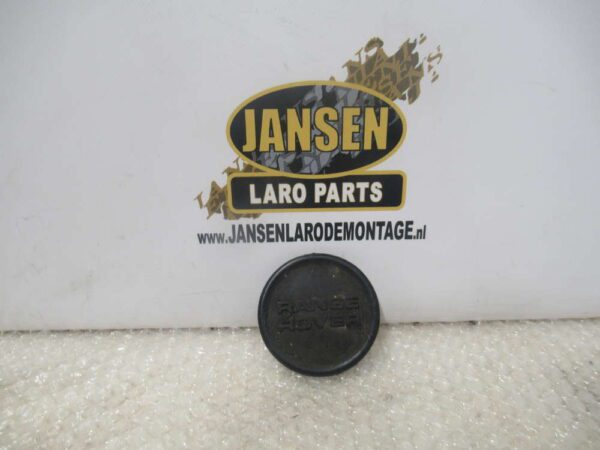 JANSEN
LARO PARTS
www.JANSENLARODEMONTAGE.nl
RANGE
ROVER